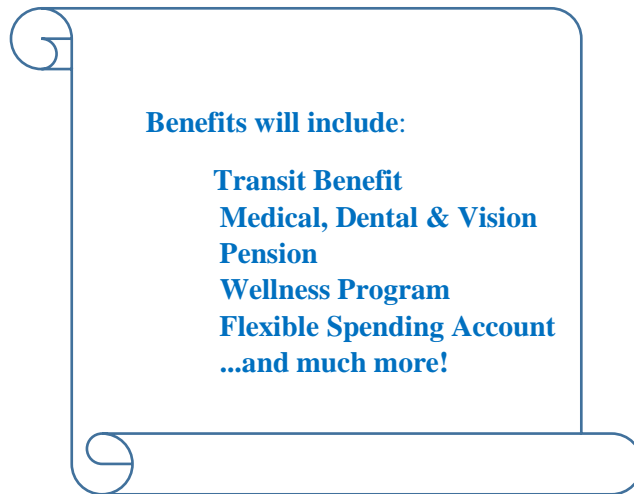 Benefits will include:
Transit Benefit
Medical, Dental & Vision
Pension
Wellness Program
Flexible Spending Account
...and much more!